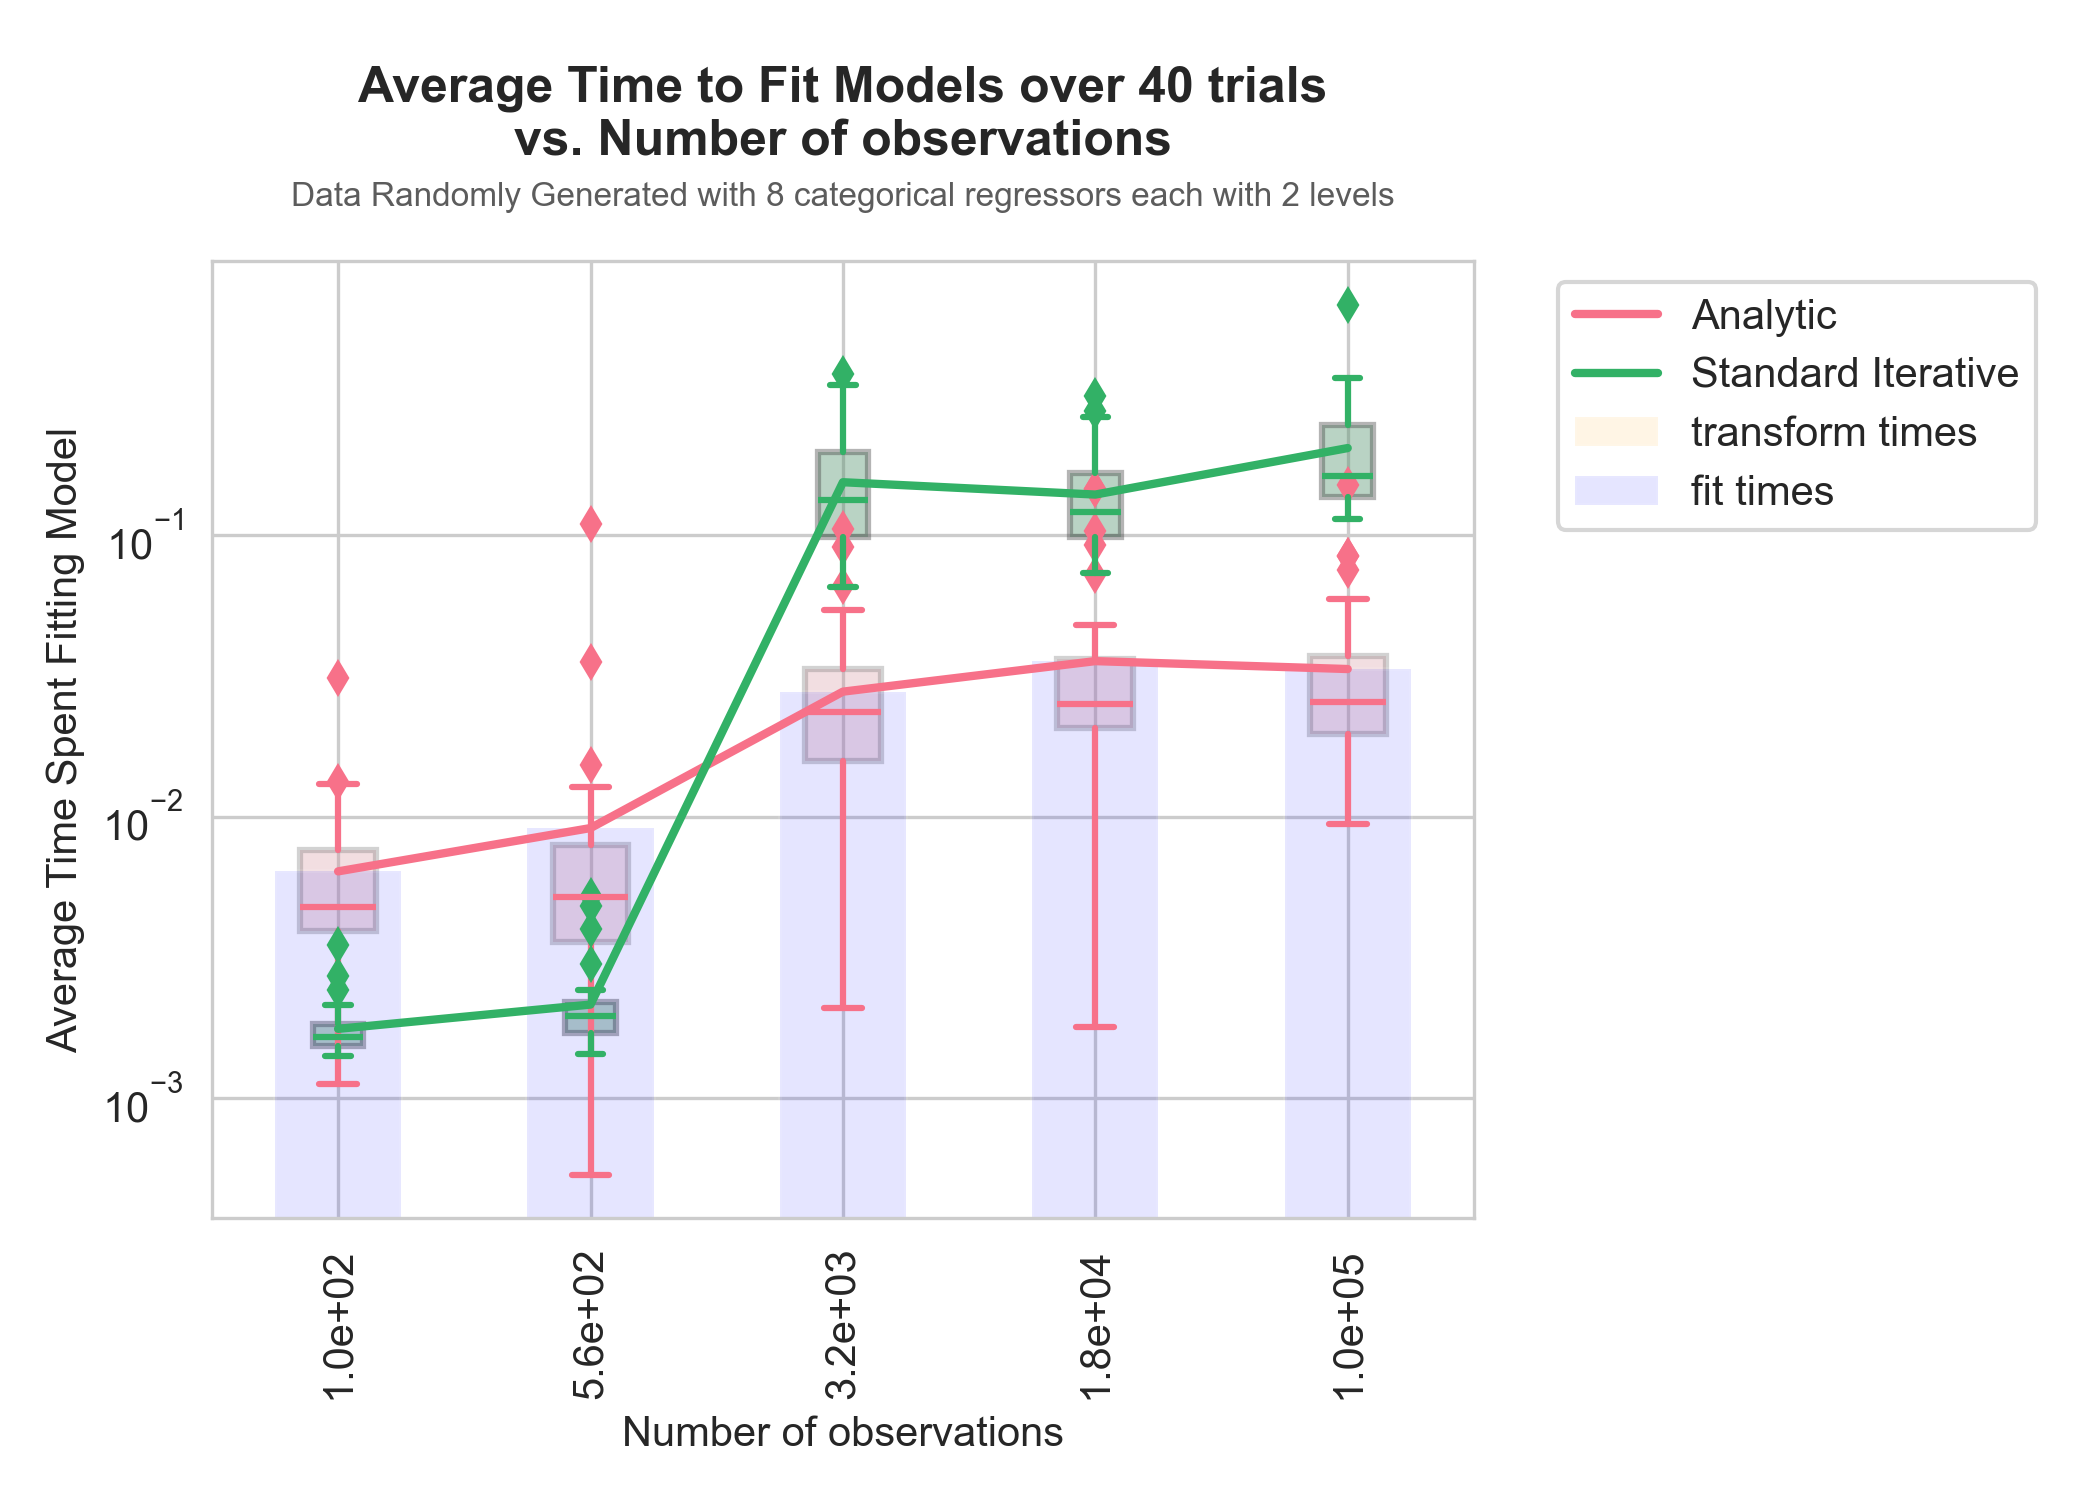 Average Time to Fit Models over 40 trials
vs. Number of observations
Data Randomly Generated with 8 categorical regressors each with 2 levels
Average Time Spent Fitting Model
10⁻¹
10⁻²
10⁻³
1.0e+02
5.6e+02
3.2e+03
1.8e+04
1.0e+05
Number of observations
Analytic
Standard Iterative
transform times
fit times